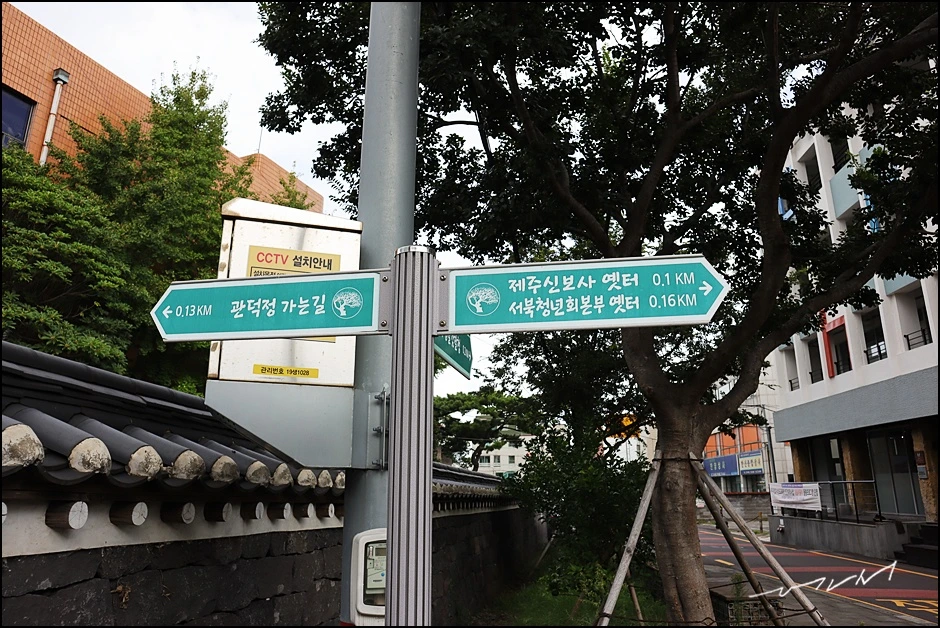 CCTV 설치안내
관리번호 19생1028
← 0.13 KM 관덕정 가는길
제주신보사 옛터 0.1 KM →
서북청년회본부 옛터 0.16KM